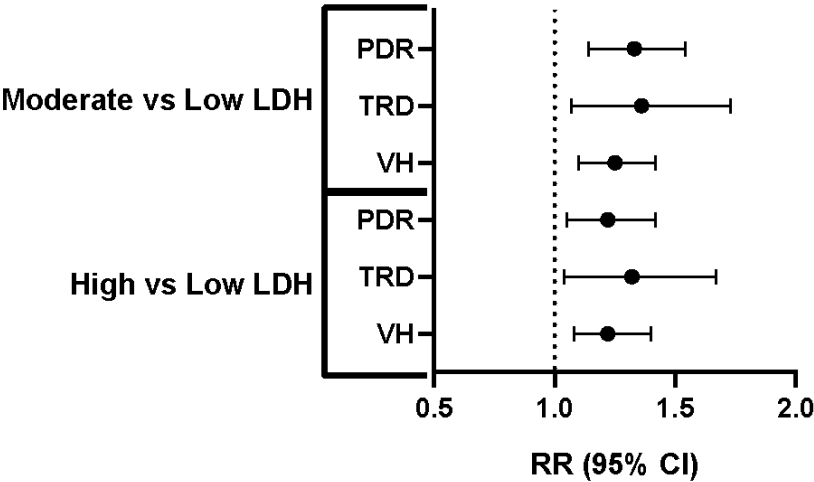 PDR
Moderate vs Low LDH
TRD
VH
PDR
High vs Low LDH
TRD
VH
0.5 1.0 1.5 2.0
RR (95% CI)